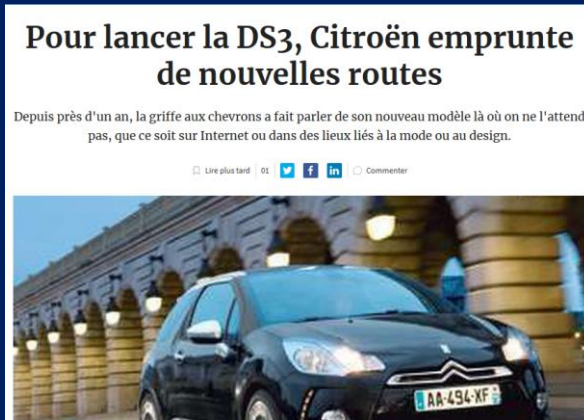 Pour lancer la DS3, Citroën emprunte
de nouvelles routes
Depuis près d'un an, la griffe aux chevrons a fait parler de son nouveau modèle là où on ne l'attend
pas, que ce soit sur Internet ou dans des lieux liés à la mode ou au design.
Lire plus tard 01 f in Commenter
AA-494-XF